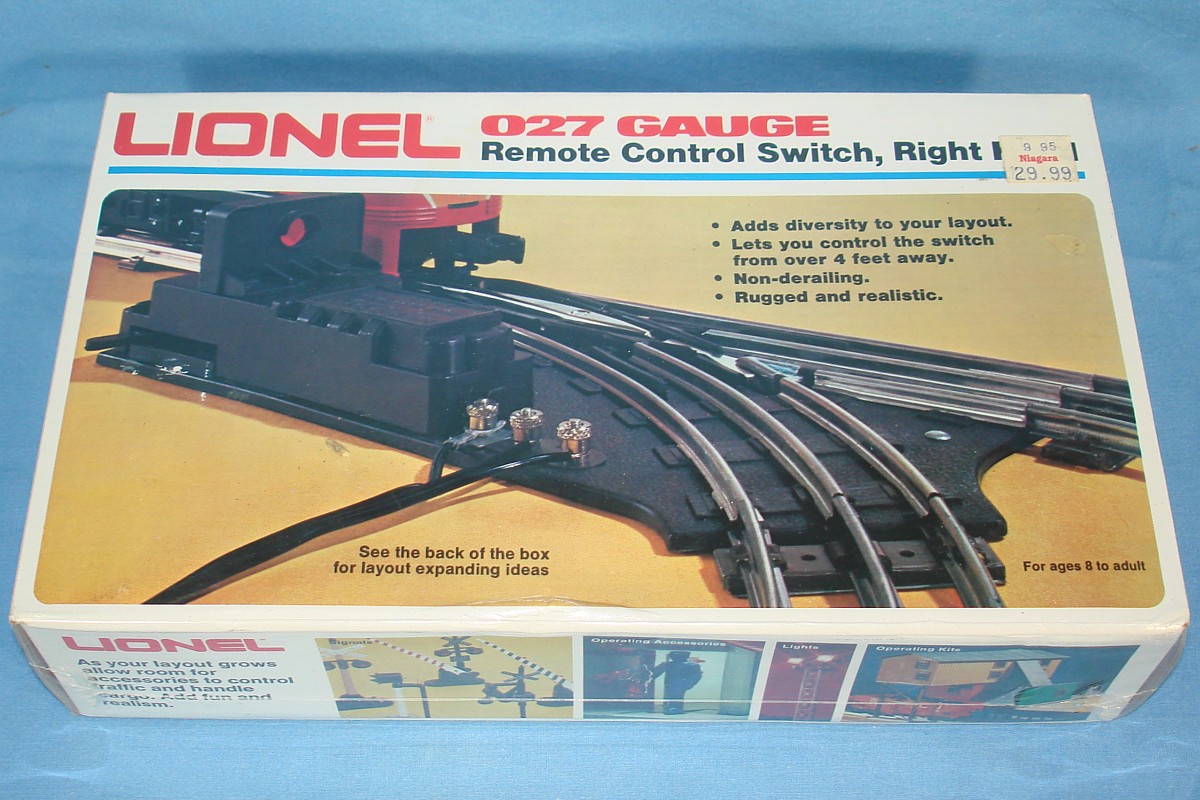 LIONEL®
027 GAUGE
Remote Control Switch, Right
9 95
Niagara
29.99
• Adds diversity to your layout.
• Lets you control the switch
from over 4 feet away.
• Non-derailing.
• Rugged and realistic.
See the back of the box
for layout expanding ideas
For ages 8 to adult
LIONEL
As your layout grows
allow room for
accessories to control
traffic and handle
Add fun and
realism.
Signals
Operating Accessories
Lights
Operating Kits